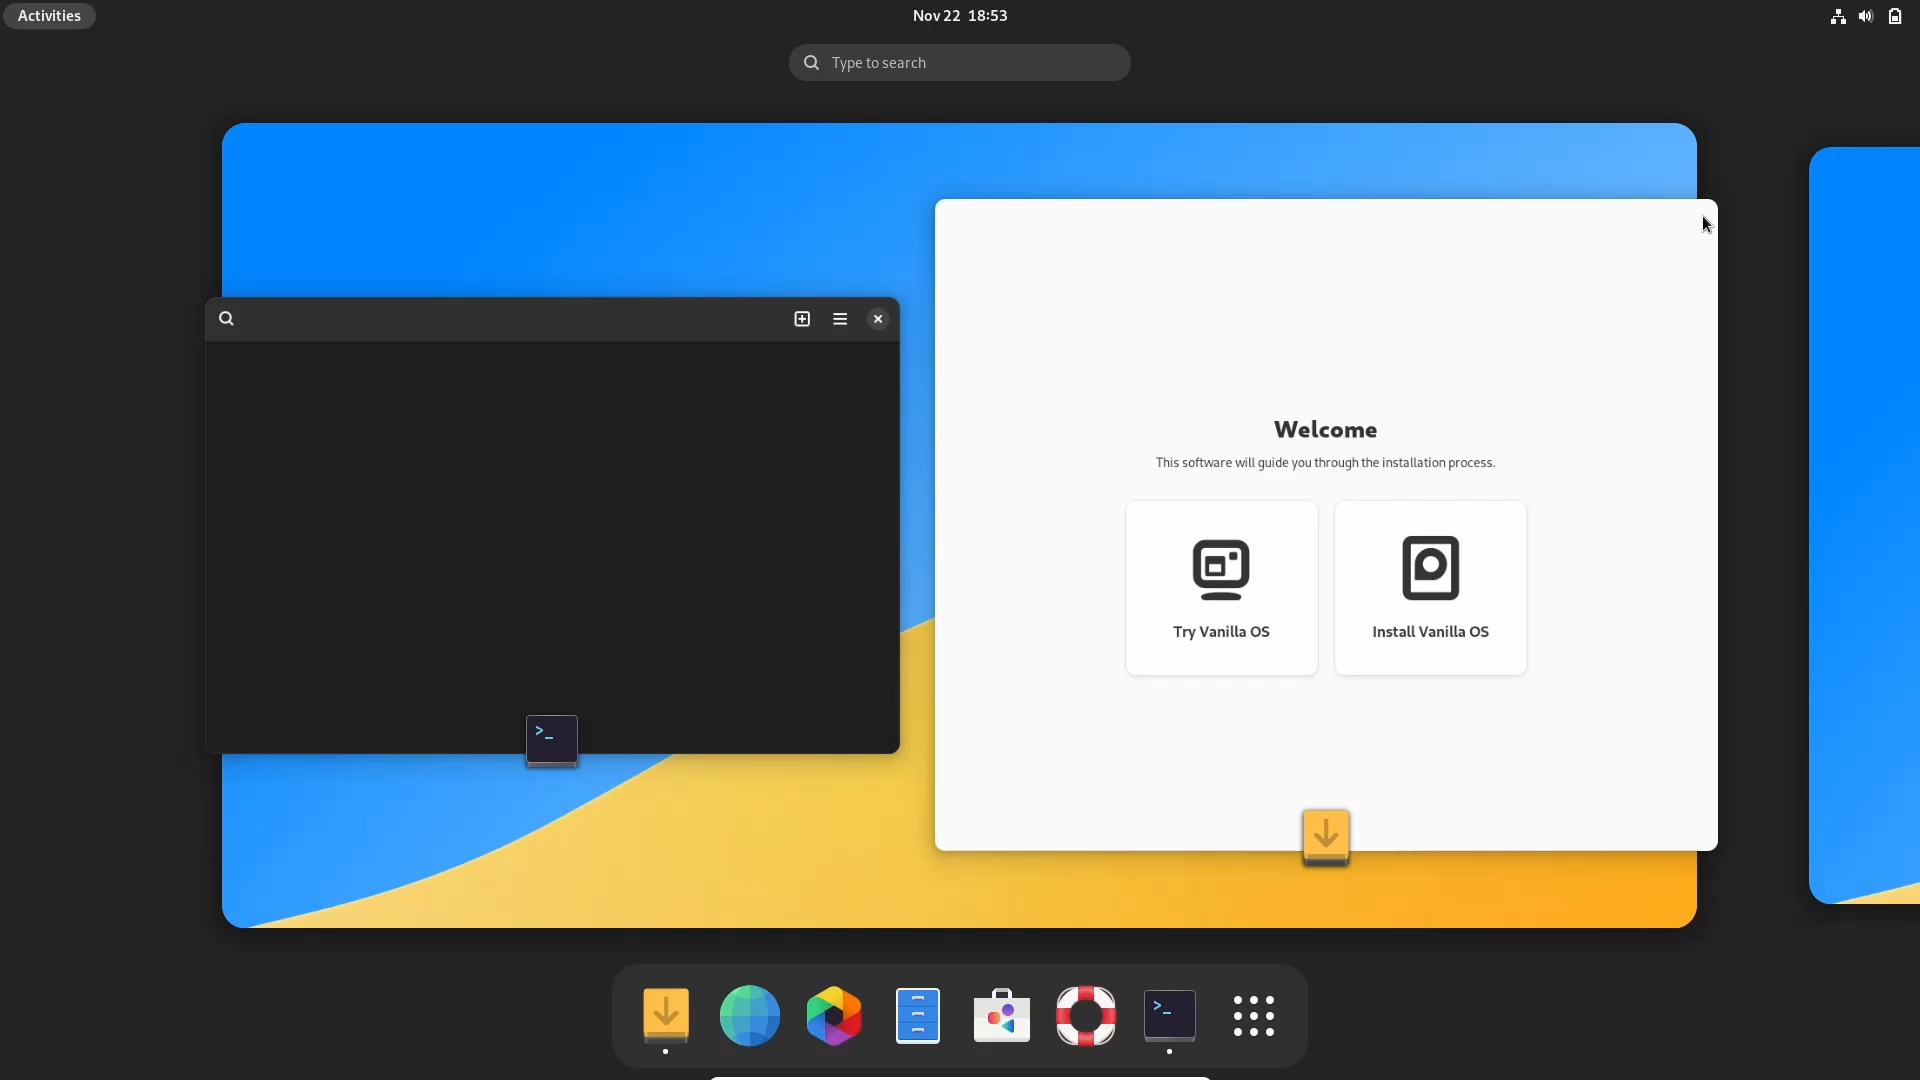 Activities
Nov 22 18:53
Type to search
Welcome
This software will guide you through the installation process.
Try Vanilla OS
Install Vanilla OS
>_
>_